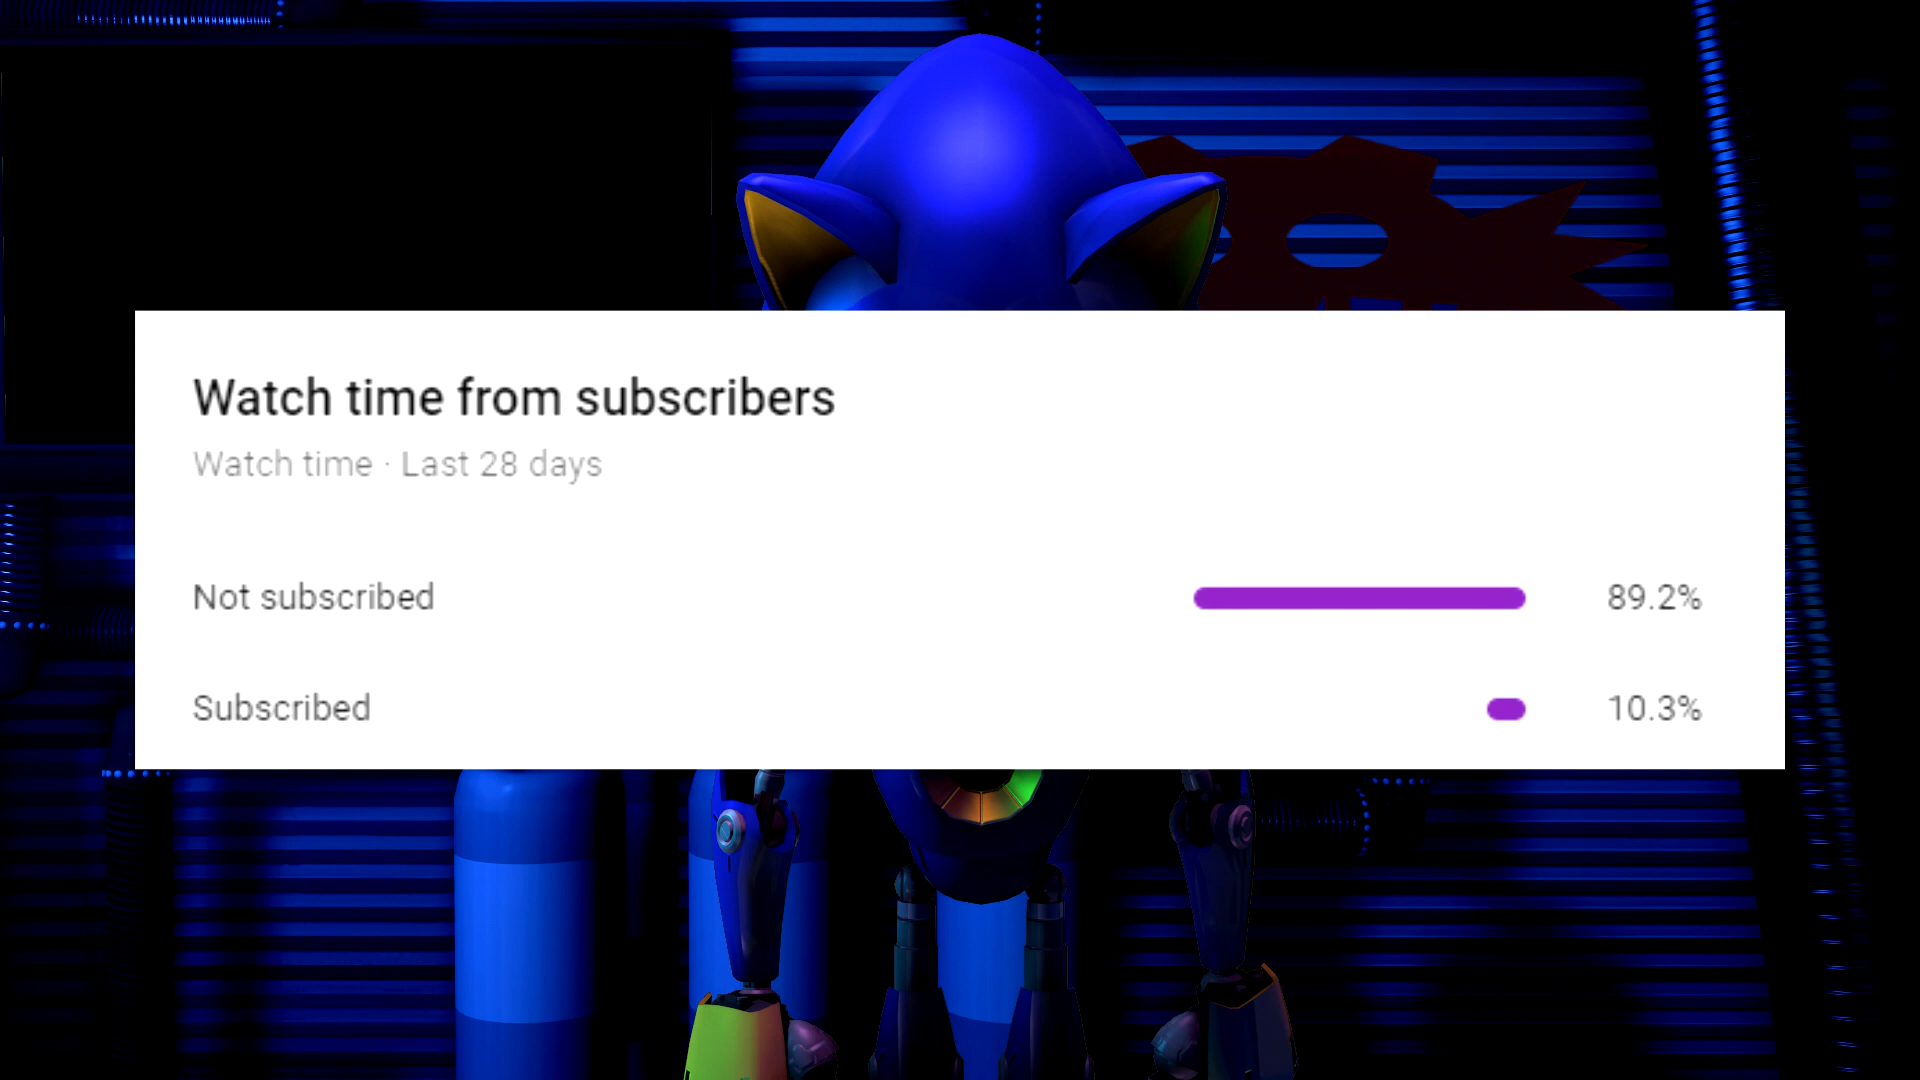 Watch time from subscribers
Watch time · Last 28 days
Not subscribed 89.2%
Subscribed 10.3%